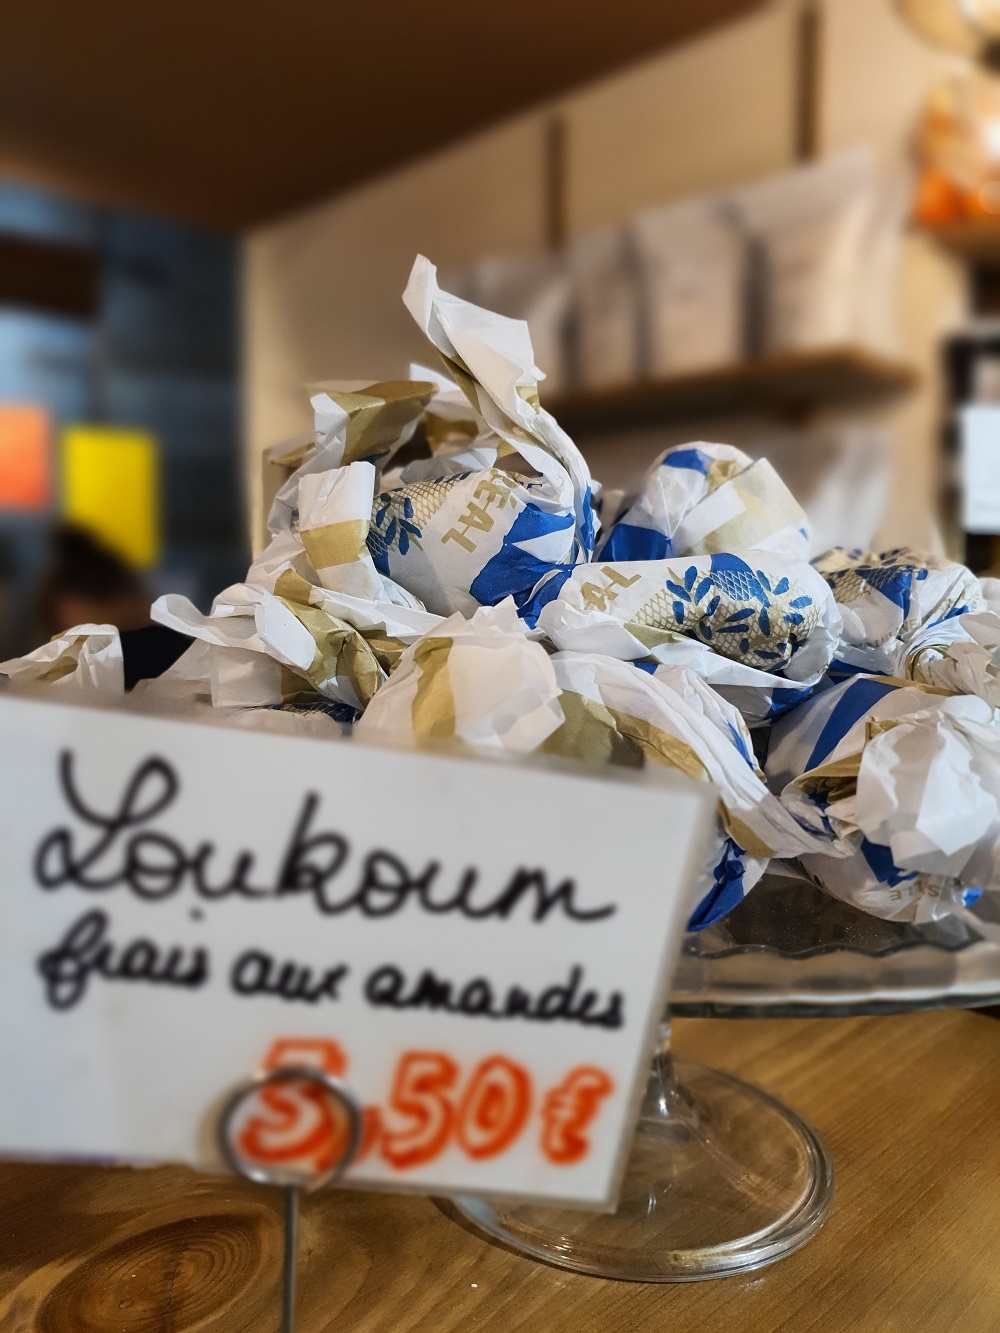 Loukoum
frais aux amandes
3,50 €